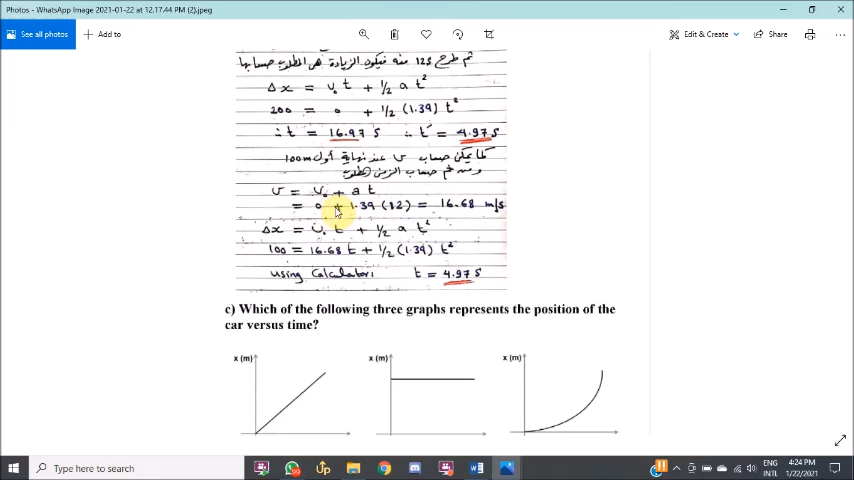 Photos - WhatsApp Image 2021-01-22 at 12.17.44 PM (2).jpeg
See all photos
Add to
Edit & Create
Share
ثم طرح 12s منه فيكون الزيادة هى المطلوب حسابها
Δx = v₀ t + 1/2 a t²
200 = 0 + 1/2 (1.39) t²
∴ t = 16.97 s ∴ t' = 4.97 s
كما يمكن حساب v عند نهاية أول 100m
ومنه ثم حساب الزمن المطلوب
v = v₀ + a t
= 0 + 1.39 (12) = 16.68 m/s
Δx = v₀ t + 1/2 a t²
100 = 16.68 t + 1/2 (1.39) t²
using Calculator: t = 4.97 s
c) Which of the following three graphs represents the position of the
car versus time?
x (m)
x (m)
x (m)
Type here to search
ENG
INTL
4:24 PM
1/22/2021